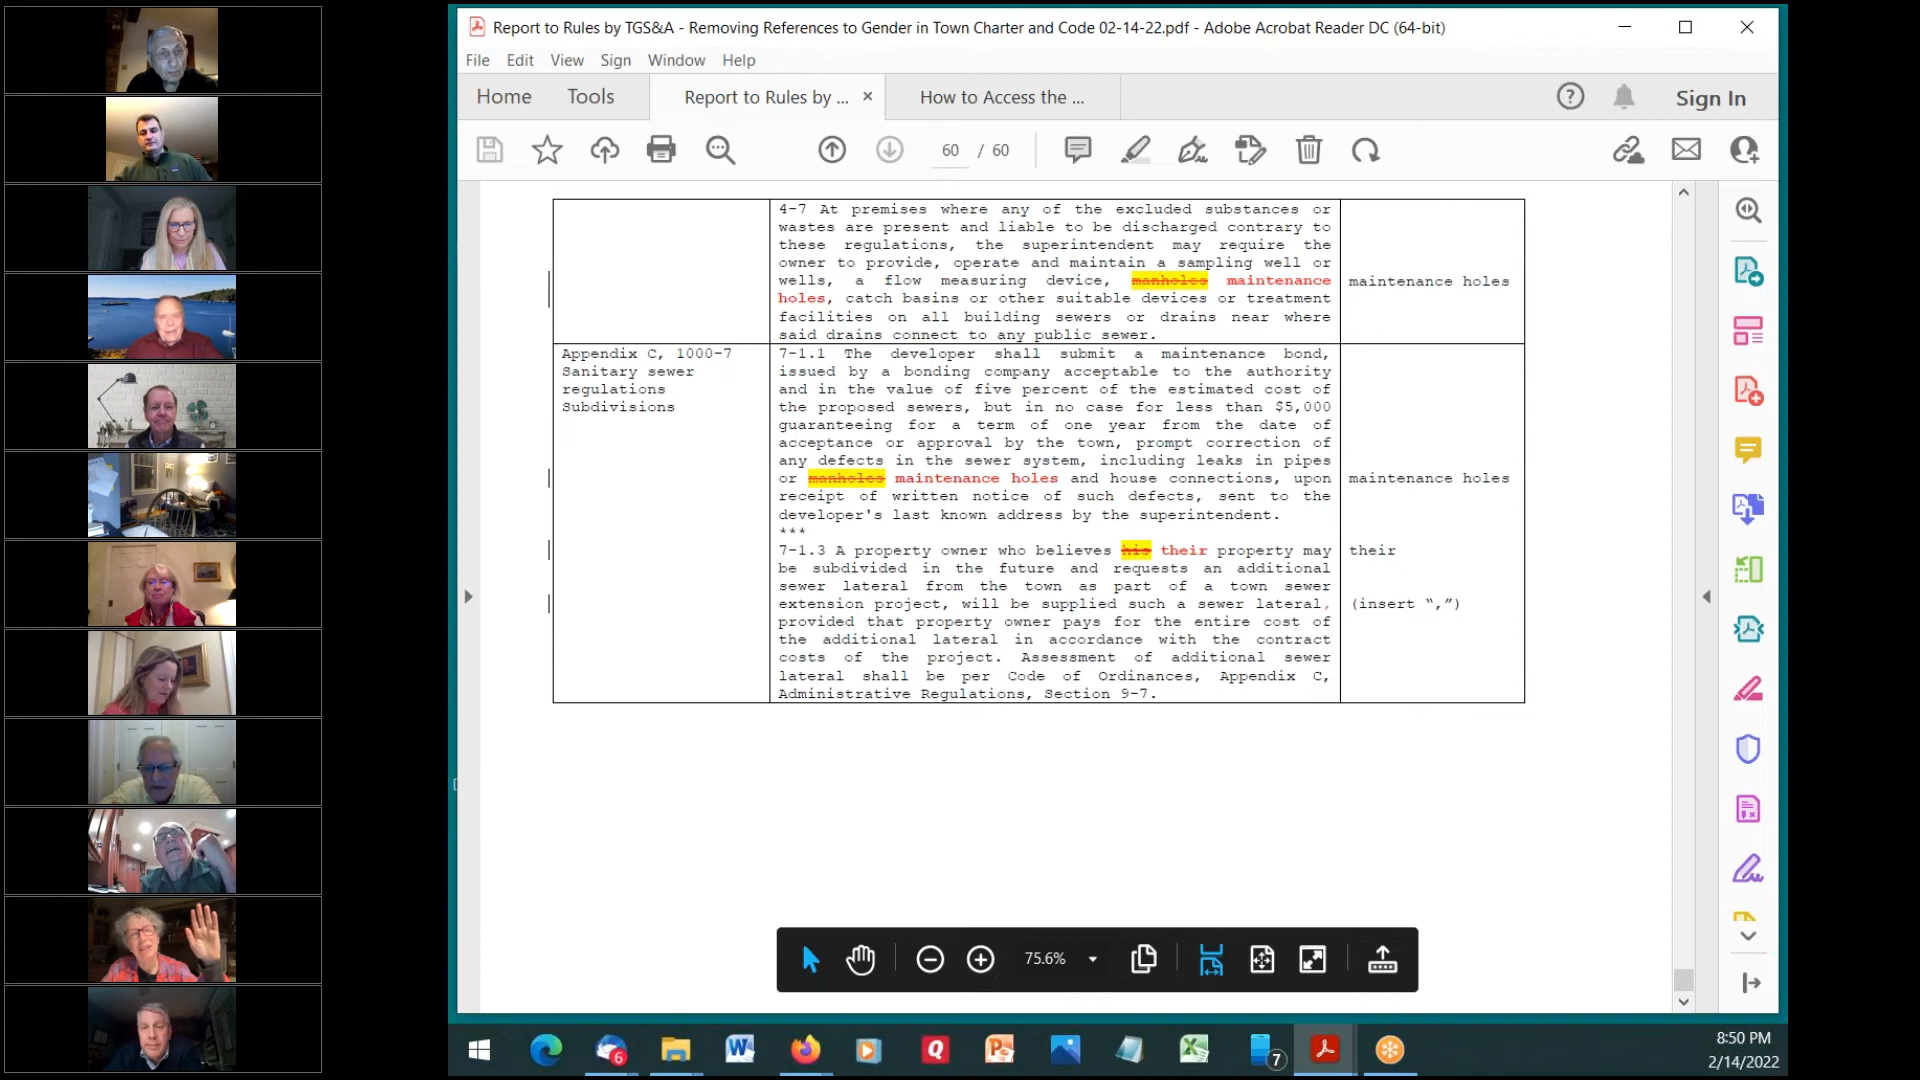 Report to Rules by TGS&A - Removing References to Gender in Town Charter and Code 02-14-22.pdf - Adobe Acrobat Reader DC (64-bit)
File Edit View Sign Window Help
Home Tools Report to Rules by ... × How to Access the ... Sign In
60 / 60
4-7 At premises where any of the excluded substances or
wastes are present and liable to be discharged contrary to
these regulations, the superintendent may require the
owner to provide, operate and maintain a sampling well or
wells, a flow measuring device, manholes maintenance
holes, catch basins or other suitable devices or treatment
facilities on all building sewers or drains near where
said drains connect to any public sewer.
maintenance holes
Appendix C, 1000-7
Sanitary sewer
regulations
Subdivisions
7-1.1 The developer shall submit a maintenance bond,
issued by a bonding company acceptable to the authority
and in the value of five percent of the estimated cost of
the proposed sewers, but in no case for less than $5,000
guaranteeing for a term of one year from the date of
acceptance or approval by the town, prompt correction of
any defects in the sewer system, including leaks in pipes
or manholes maintenance holes and house connections, upon
receipt of written notice of such defects, sent to the
developer's last known address by the superintendent.
***
7-1.3 A property owner who believes his their property may
be subdivided in the future and requests an additional
sewer lateral from the town as part of a town sewer
extension project, will be supplied such a sewer lateral,
provided that property owner pays for the entire cost of
the additional lateral in accordance with the contract
costs of the project. Assessment of additional sewer
lateral shall be per Code of Ordinances, Appendix C,
Administrative Regulations, Section 9-7.
maintenance holes
their
(insert “,”)
75.6%
6
7
8:50 PM
2/14/2022